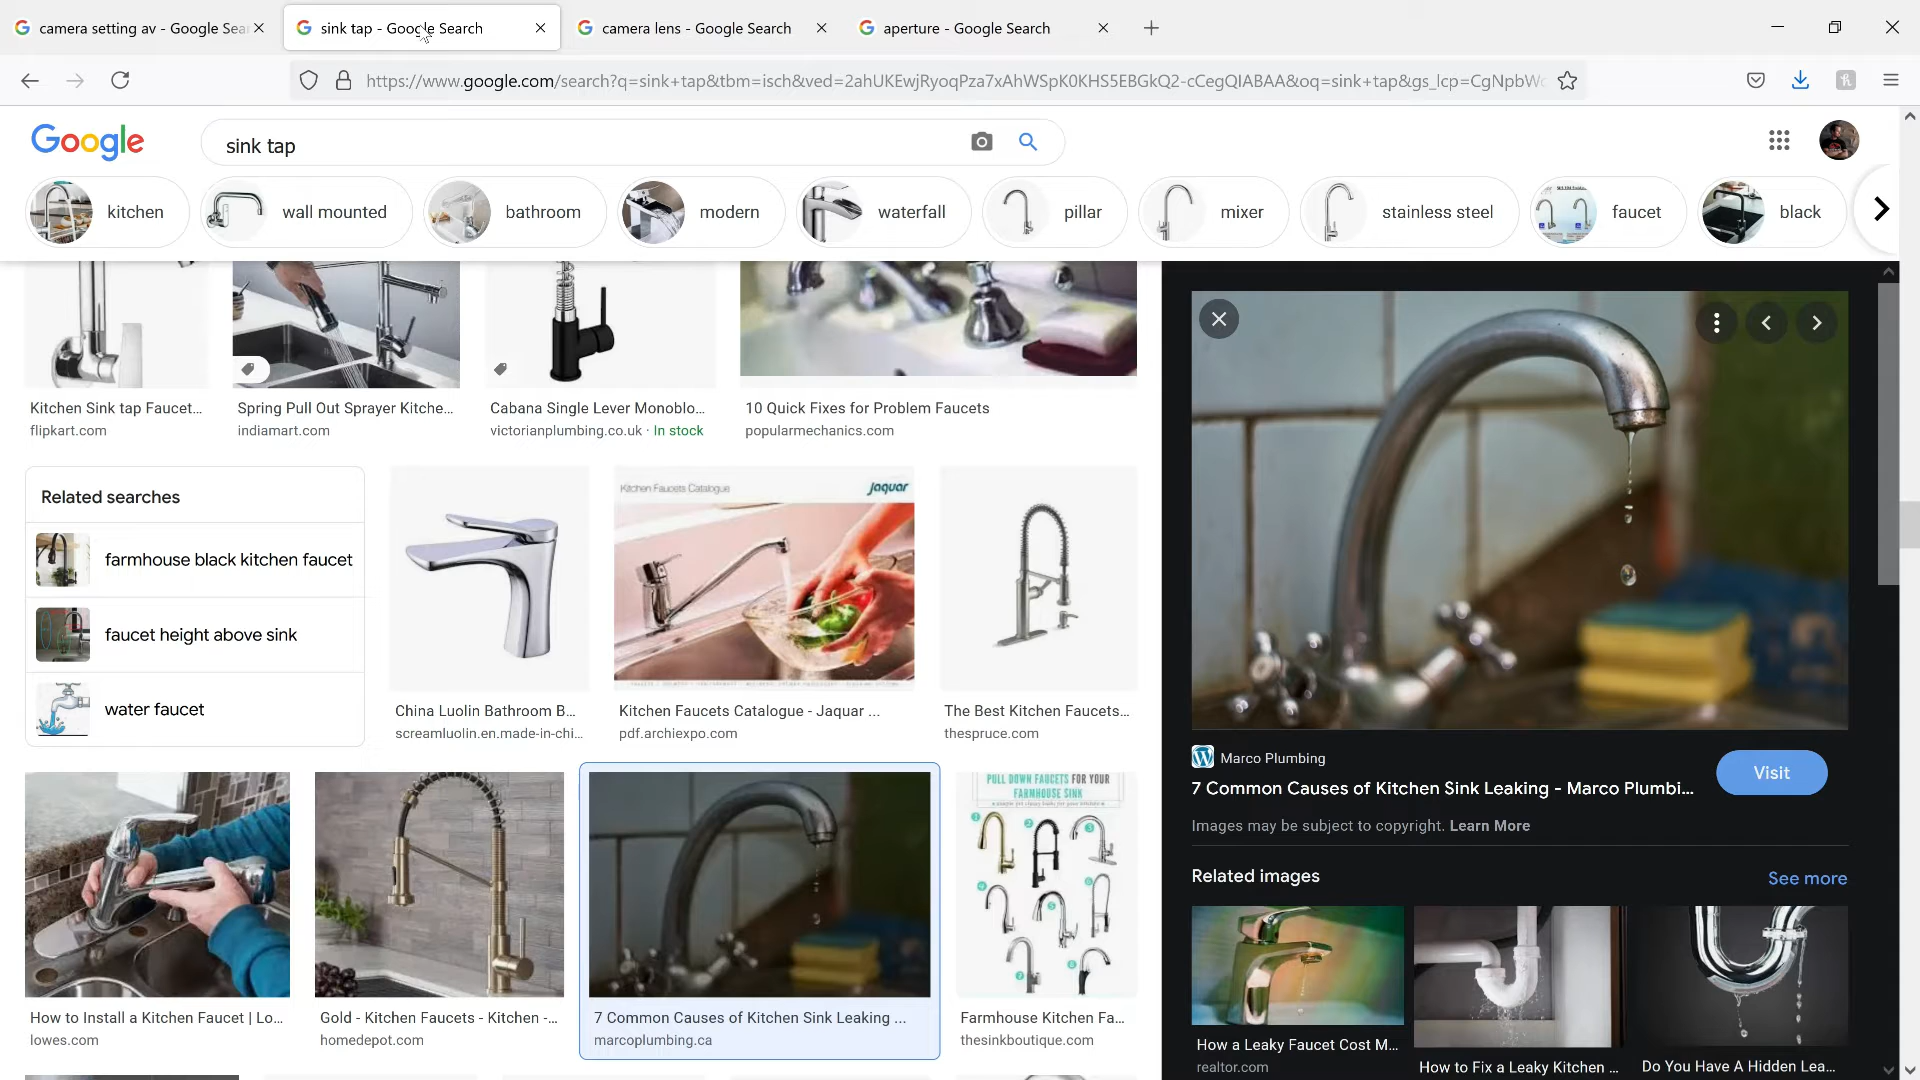 camera setting av - Google Sear
sink tap - Google Search
camera lens - Google Search
aperture - Google Search
https://www.google.com/search?q=sink+tap&tbm=isch&ved=2ahUKEwjRyoqPza7xAhWSpK0KHS5EBGkQ2-cCegQIABAA&oq=sink+tap&gs_lcp=CgNpbWc
Google
sink tap
kitchen
wall mounted
bathroom
modern
waterfall
pillar
mixer
stainless steel
faucet
black
Kitchen Sink tap Faucet...
flipkart.com
Spring Pull Out Sprayer Kitche...
indiamart.com
Cabana Single Lever Monoblo...
victorianplumbing.co.uk · In stock
10 Quick Fixes for Problem Faucets
popularmechanics.com
Related searches
farmhouse black kitchen faucet
faucet height above sink
water faucet
China Luolin Bathroom B...
screamluolin.en.made-in-chi...
Kitchen Faucets Catalogue
Jaquar
Kitchen Faucets Catalogue - Jaquar ...
pdf.archiexpo.com
The Best Kitchen Faucets...
thespruce.com
How to Install a Kitchen Faucet | Lo...
lowes.com
Gold - Kitchen Faucets - Kitchen -...
homedepot.com
7 Common Causes of Kitchen Sink Leaking ...
marcoplumbing.ca
PULL DOWN FAUCETS FOR YOUR
FARMHOUSE SINK
Farmhouse Kitchen Fa...
thesinkboutique.com
Marco Plumbing
7 Common Causes of Kitchen Sink Leaking - Marco Plumbi...
Visit
Images may be subject to copyright. Learn More
Related images
See more
How a Leaky Faucet Cost M...
realtor.com
How to Fix a Leaky Kitchen ...
Do You Have A Hidden Lea...